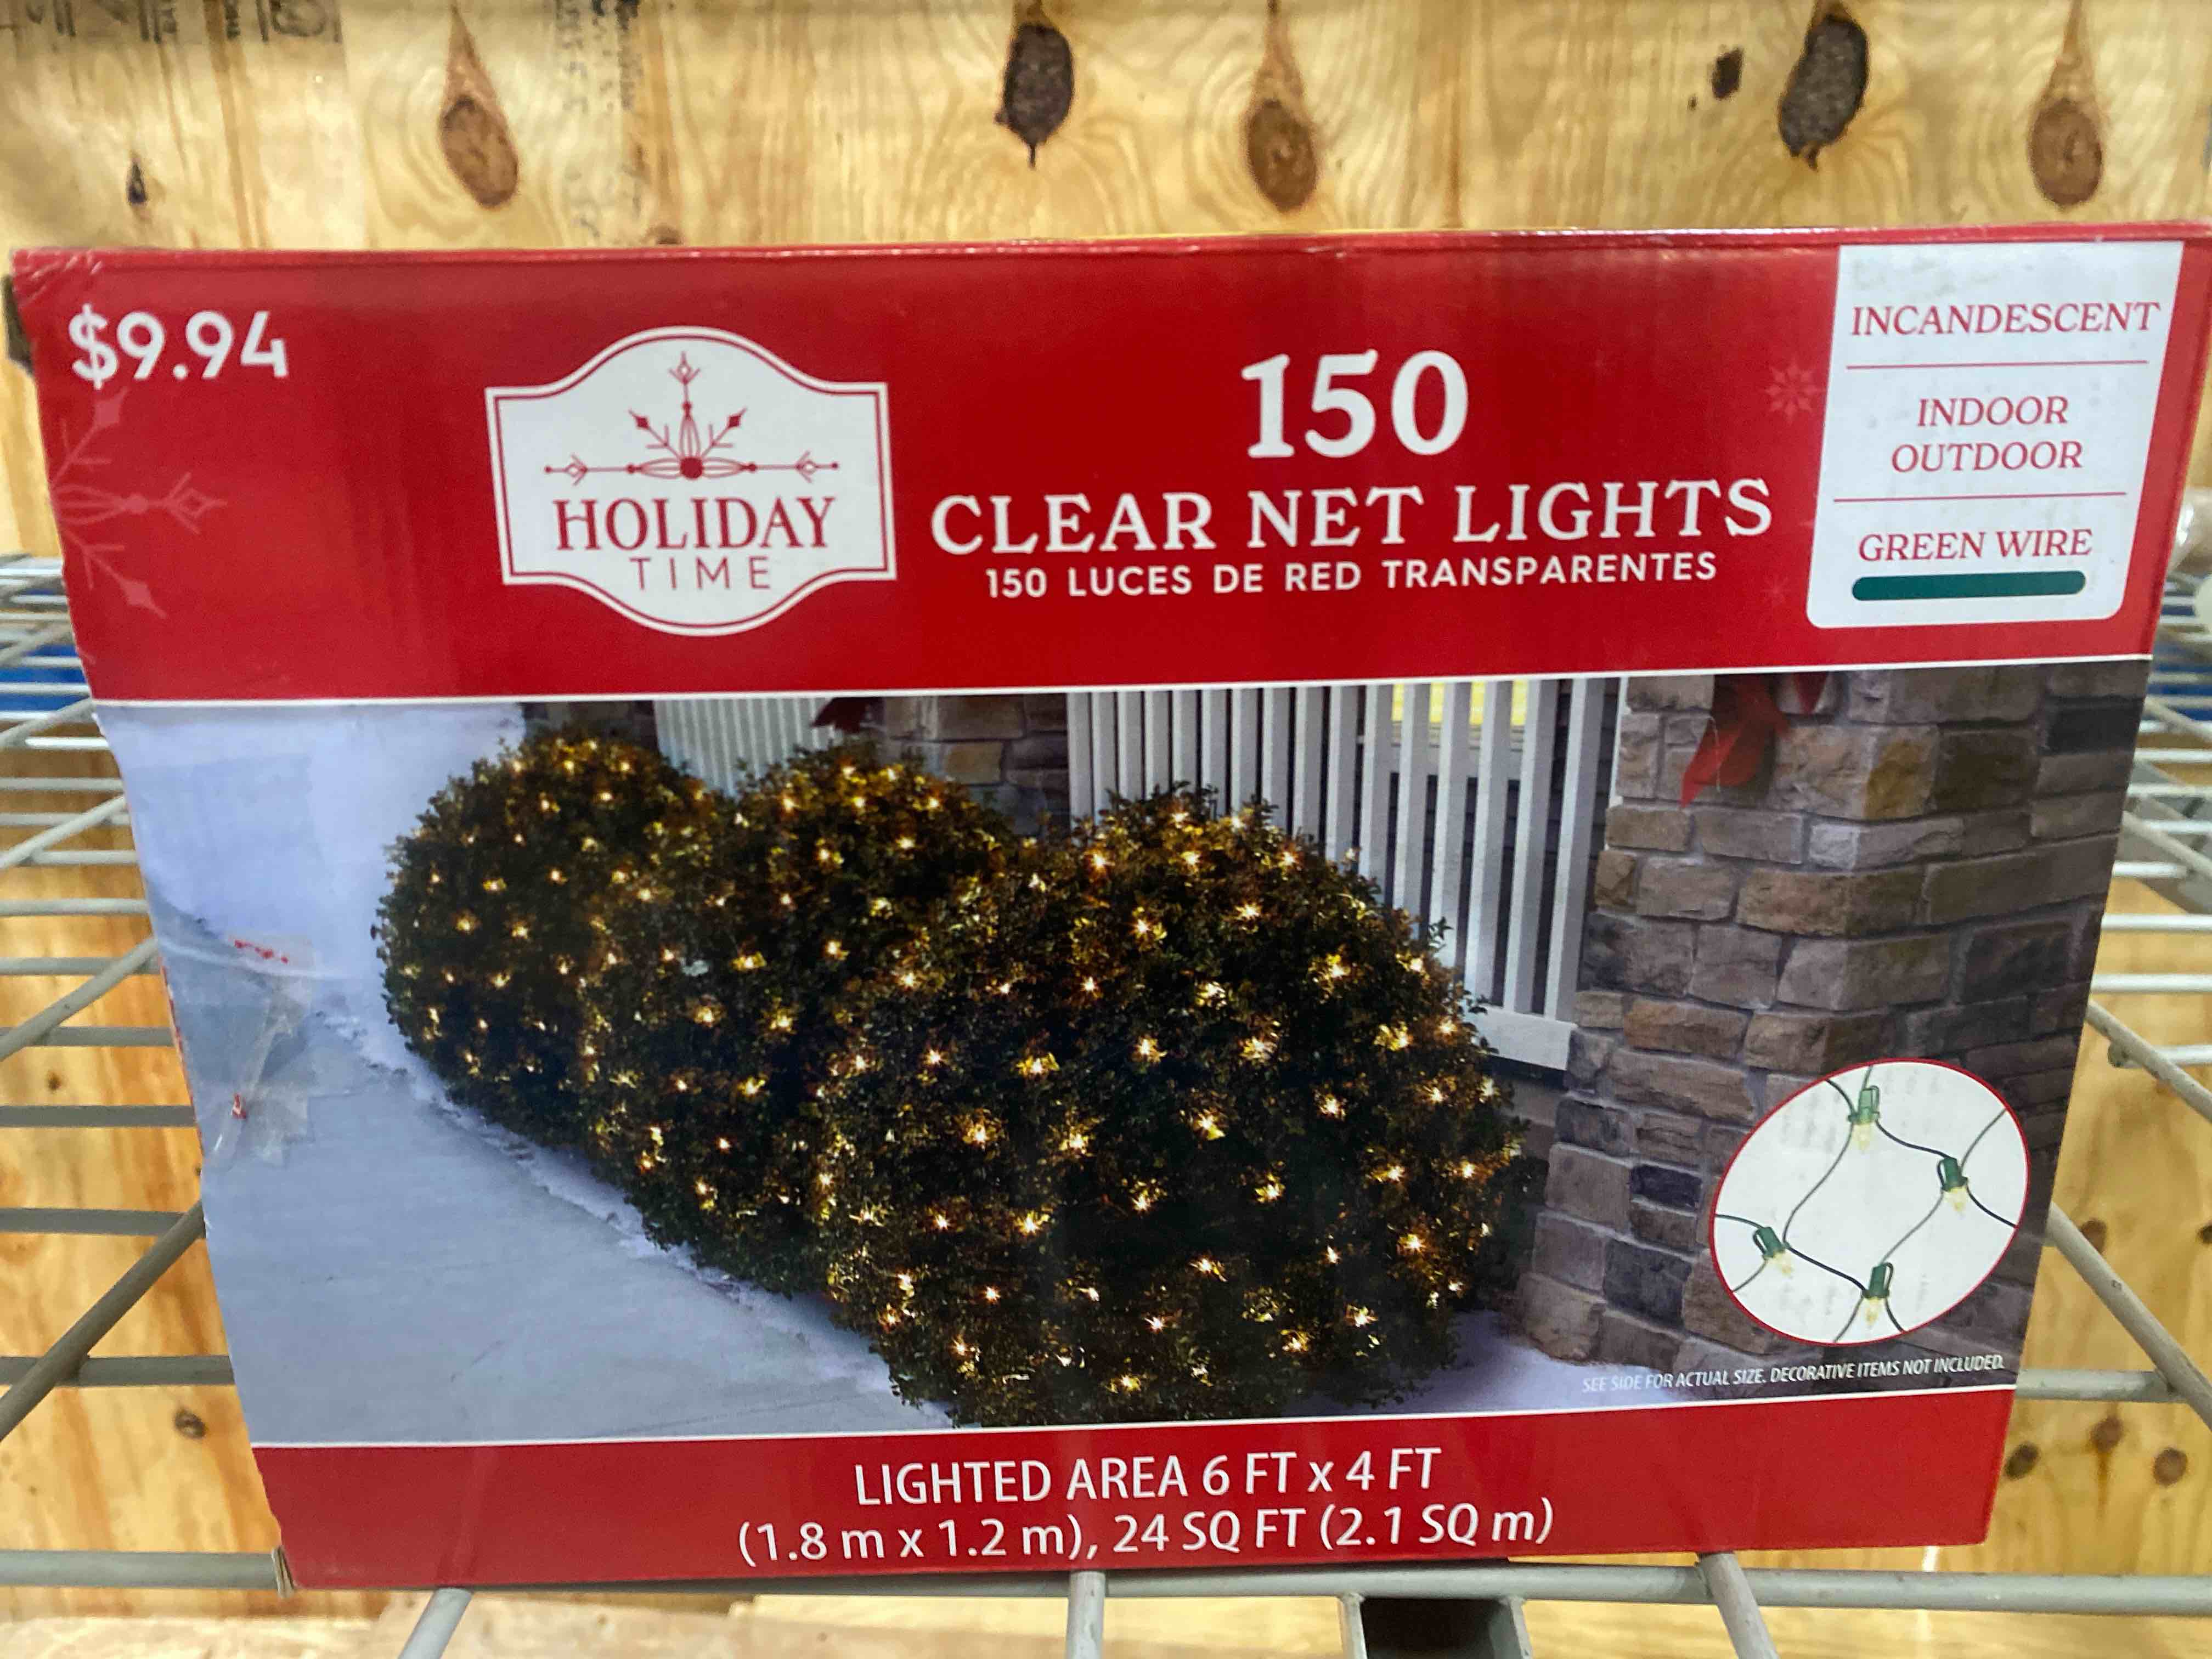 $9.94
HOLIDAY
TIME
150
CLEAR NET LIGHTS
150 LUCES DE RED TRANSPARENTES
INCANDESCENT
INDOOR
OUTDOOR
GREEN WIRE
SEE SIDE FOR ACTUAL SIZE. DECORATIVE ITEMS NOT INCLUDED.
LIGHTED AREA 6 FT x 4 FT
(1.8 m x 1.2 m), 24 SQ FT (2.1 SQ m)